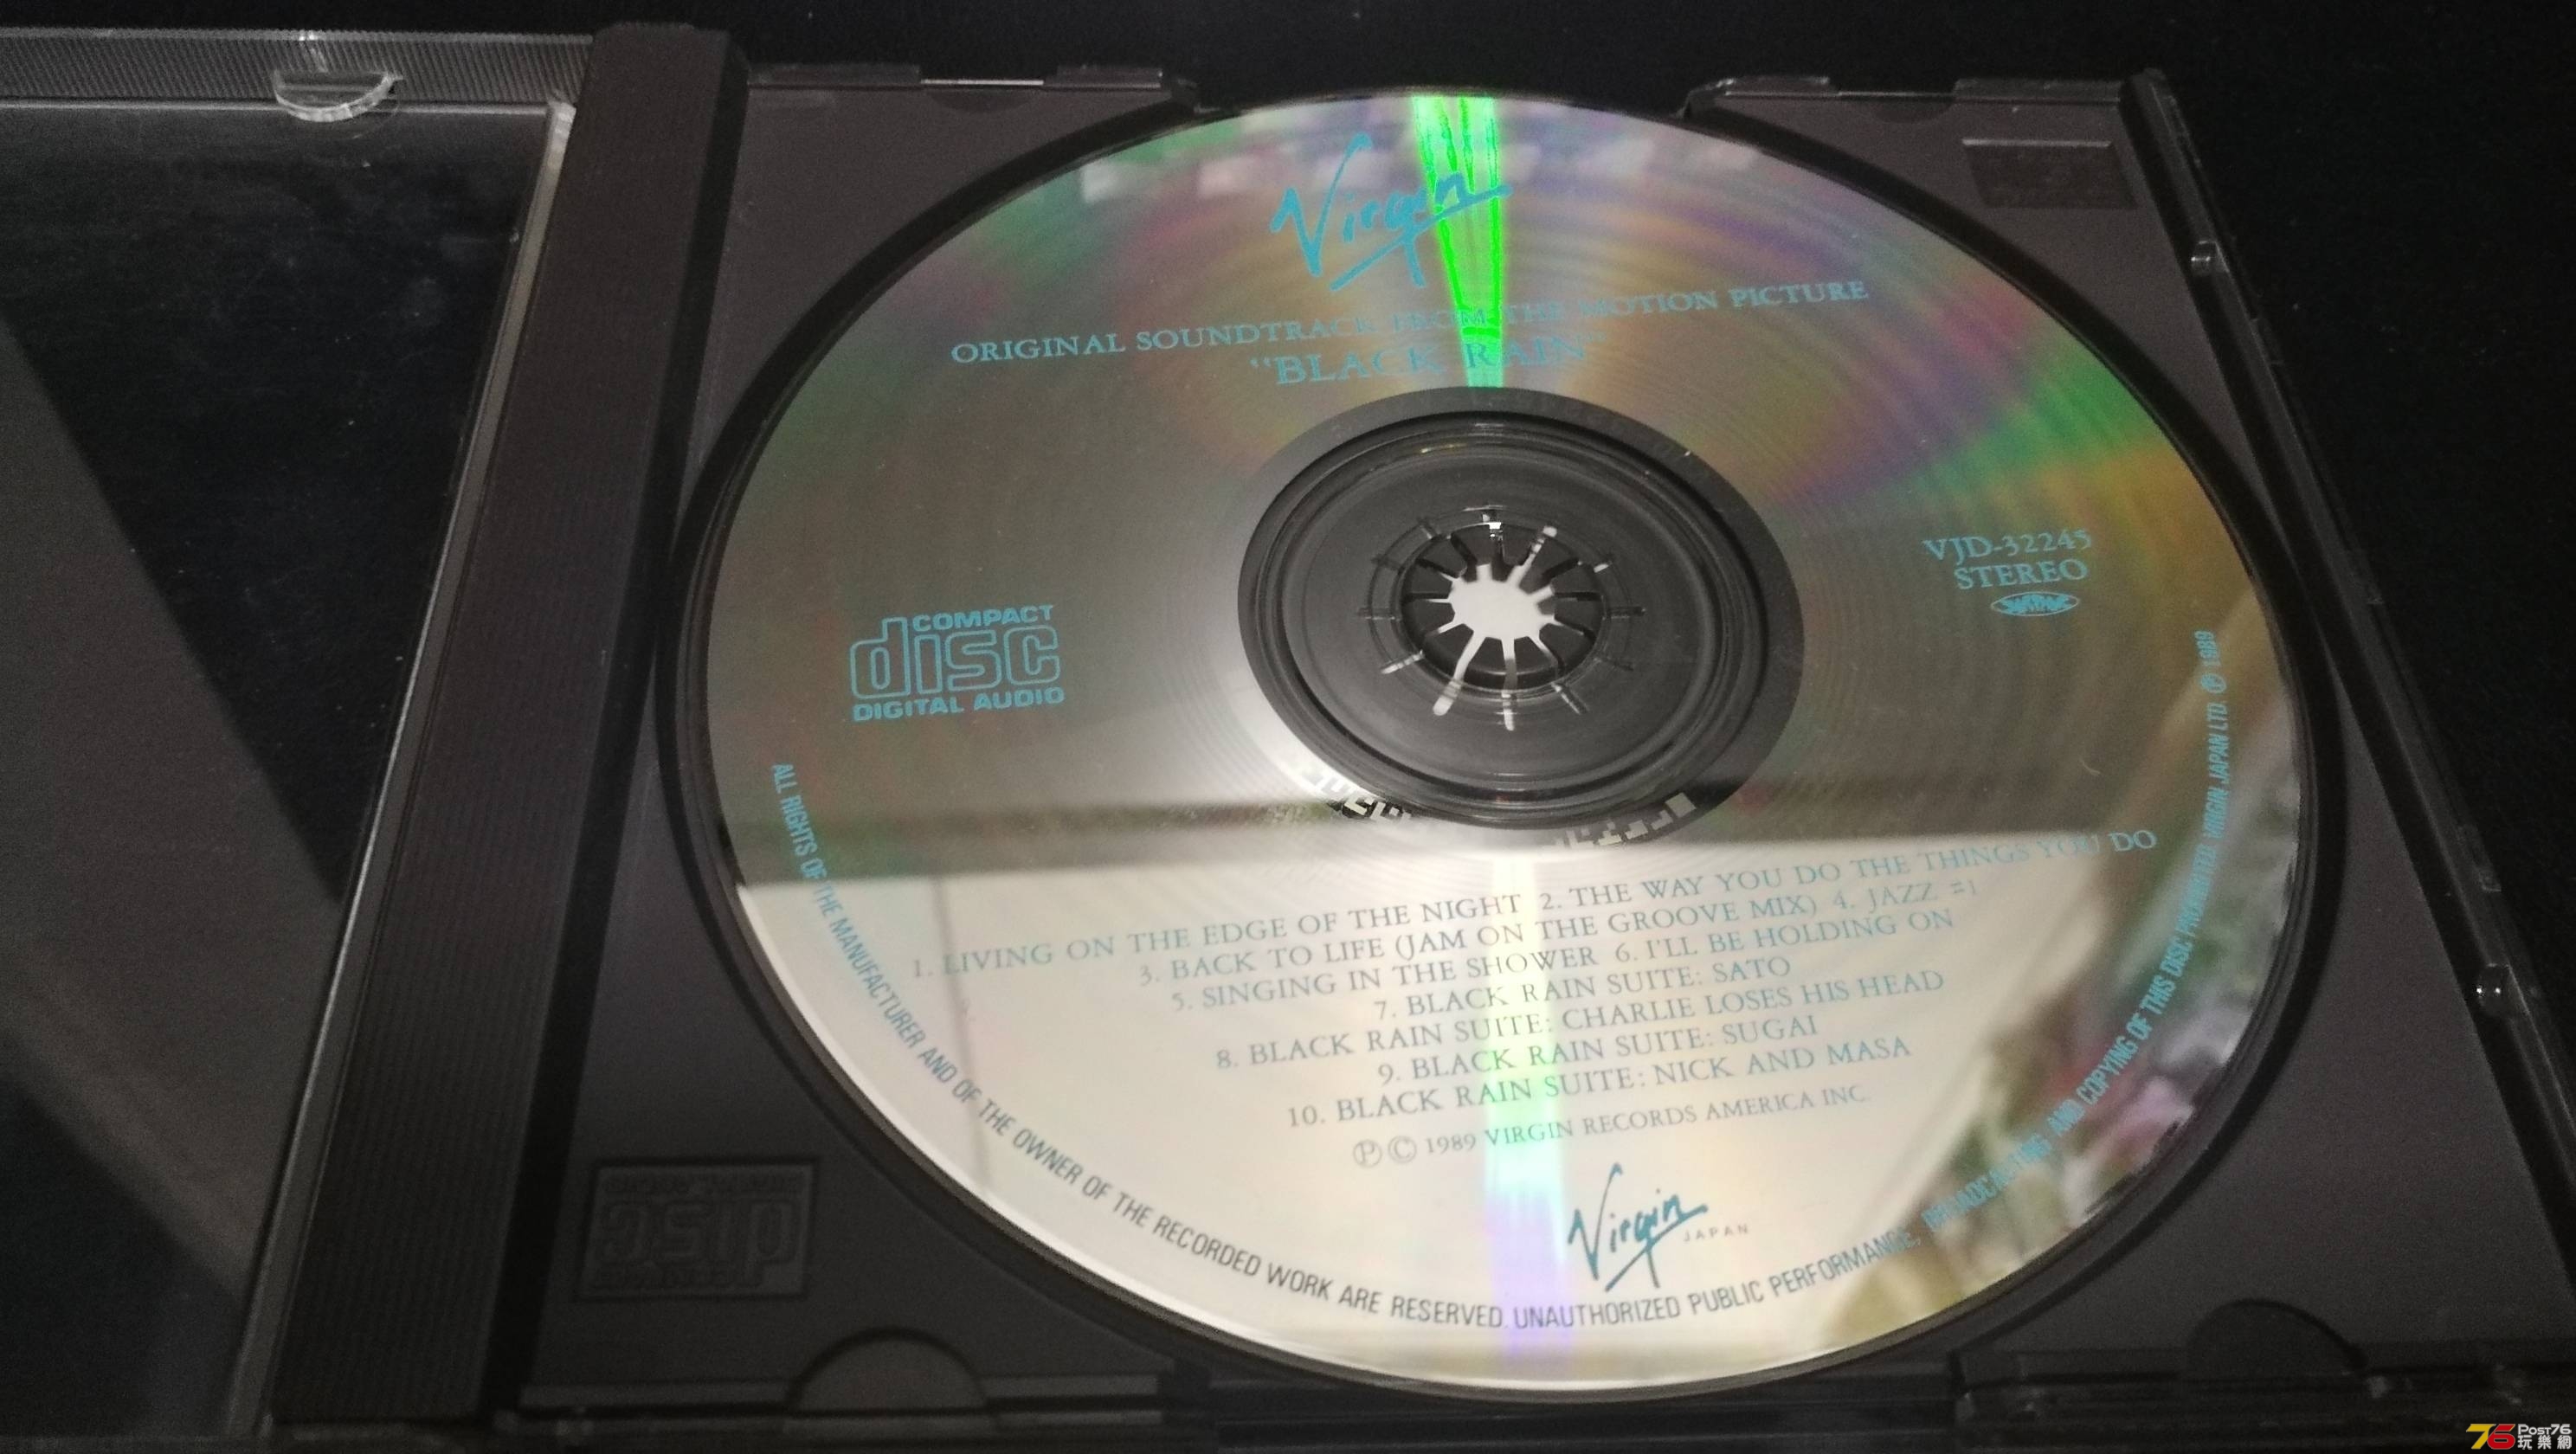 Virgin
ORIGINAL SOUNDTRACK FROM THE MOTION PICTURE
"BLACK RAIN"
VJD-32245
STEREO
COMPACT
disc
DIGITAL AUDIO
1. LIVING ON THE EDGE OF THE NIGHT 2. THE WAY YOU DO THE THINGS YOU DO
3. BACK TO LIFE (JAM ON THE GROOVE MIX) 4. JAZZ #1
5. SINGING IN THE SHOWER 6. I'LL BE HOLDING ON
7. BLACK RAIN SUITE: SATO
8. BLACK RAIN SUITE: CHARLIE LOSES HIS HEAD
9. BLACK RAIN SUITE: SUGAI
10. BLACK RAIN SUITE: NICK AND MASA
Ⓟ © 1989 VIRGIN RECORDS AMERICA INC.
Virgin
JAPAN
ALL RIGHTS OF THE MANUFACTURER AND OF THE OWNER OF THE RECORDED WORK ARE RESERVED. UNAUTHORIZED PUBLIC PERFORMANCE, BROADCASTING AND COPYING OF THIS DISC PROHIBITED. VIRGIN JAPAN LTD. Ⓟ 1989
disc
76 Post76
玩樂網